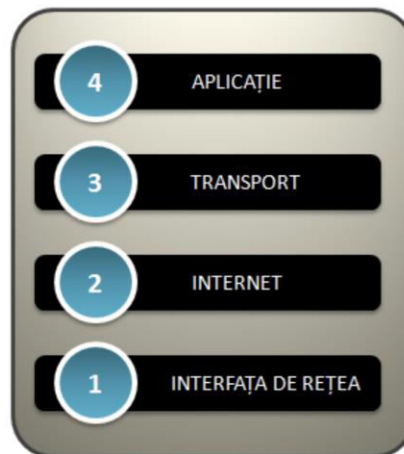 4 APLICAȚIE
3 TRANSPORT
2 INTERNET
1 INTERFAȚA DE REȚEA